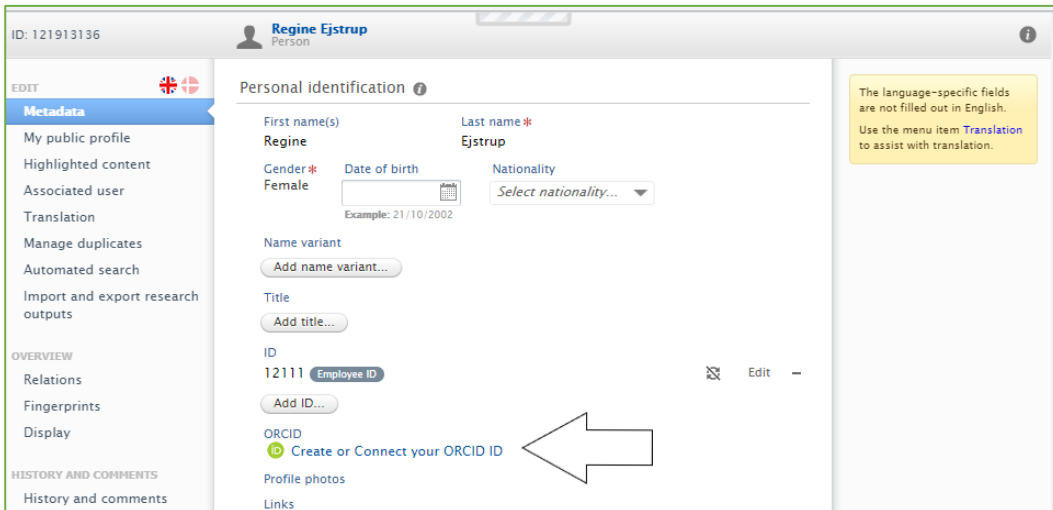 ID: 121913136
Regine Ejstrup
Person
EDIT
Metadata
My public profile
Highlighted content
Associated user
Translation
Manage duplicates
Automated search
Import and export research
outputs
OVERVIEW
Relations
Fingerprints
Display
HISTORY AND COMMENTS
History and comments
Personal identification
First name(s) Last name *
Regine Ejstrup
Gender * Date of birth Nationality
Female Select nationality...
Example: 21/10/2002
Name variant
Add name variant...
Title
Add title...
ID
12111 Employee ID Edit –
Add ID...
ORCID
iD Create or Connect your ORCID ID
Profile photos
Links
The language-specific fields
are not filled out in English.
Use the menu item Translation
to assist with translation.